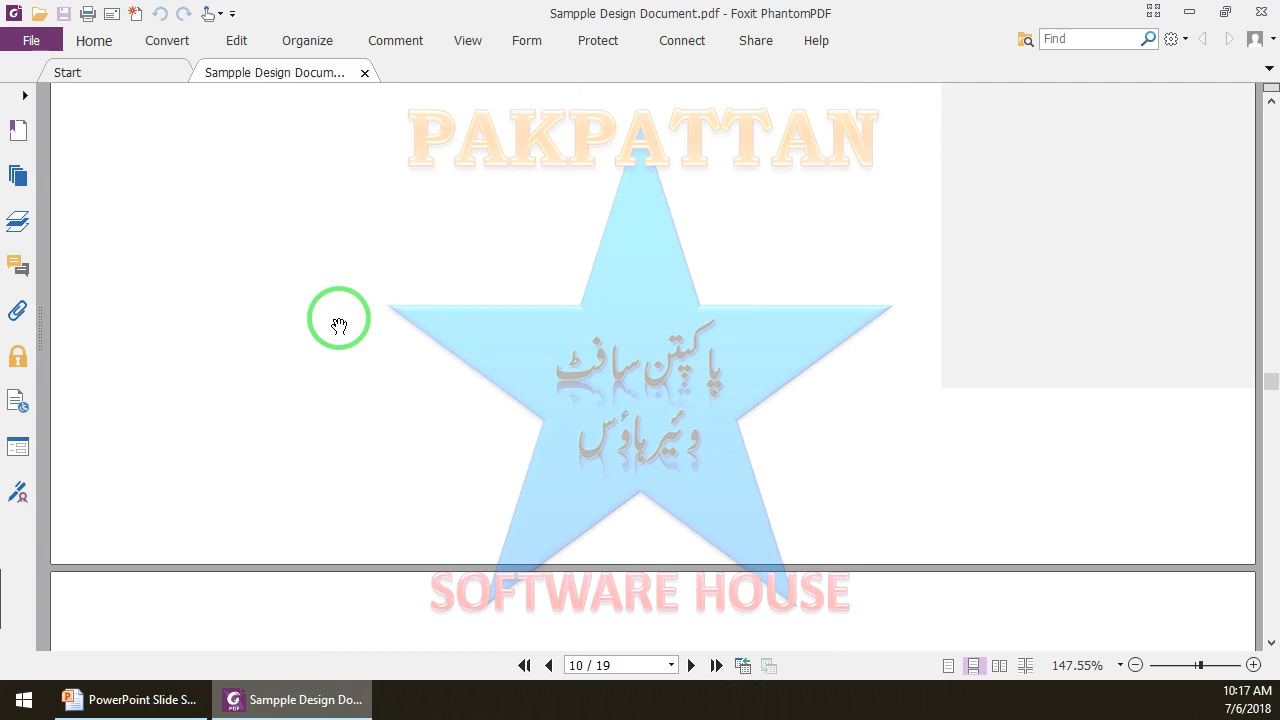 Sampple Design Document.pdf - Foxit PhantomPDF
File Home Convert Edit Organize Comment View Form Protect Connect Share Help Find
Start Sampple Design Docum...
PAKPATTAN
پاکپتن سافٹ
وئیر ہاؤس
SOFTWARE HOUSE
10 / 19 147.55%
PowerPoint Slide S... Sampple Design Do... 10:17 AM
7/6/2018